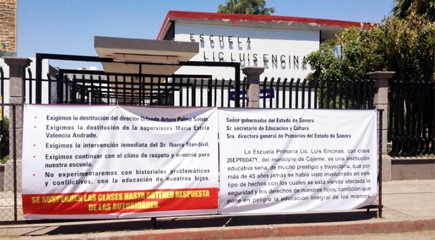 ESCUELA
LIC. LUIS ENCINAS
Exigimos la destitución del director Orlando Arturo Palma Sotelo
Exigimos la destitución de la supervisora Maria Estela
Valencia Andrade.
Exigimos la intervención inmediata del Sr. Ibarra Mendívil.
Exigimos continuar con el clima de respeto y armonía para
nuestra escuela.
No experimentaremos con historiales problemáticos
y conflictivos, con la educación de nuestros hijos.
SE SUSPENDEN LAS CLASES HASTA OBTENER RESPUESTA
DE LAS AUTORIDADES.
Señor gobernador del Estado de Sonora
Sr. secretario de Educación y Cultura
Sra. directora general de Primarias del Estado de Sonora
La Escuela Primaria Lic. Luis Encinas, con clave
26EPR0047Y, del municipio de Cajeme, es una institución
educativa seria, de mucho prestigio y trayectoria, que por
más de 45 años jamás se había visto involucrada en este
tipo de hechos con los cuales se está viendo afectada la
seguridad y los derechos de nuestros hijos, condición que
pone en peligro la educación integral de los mismos